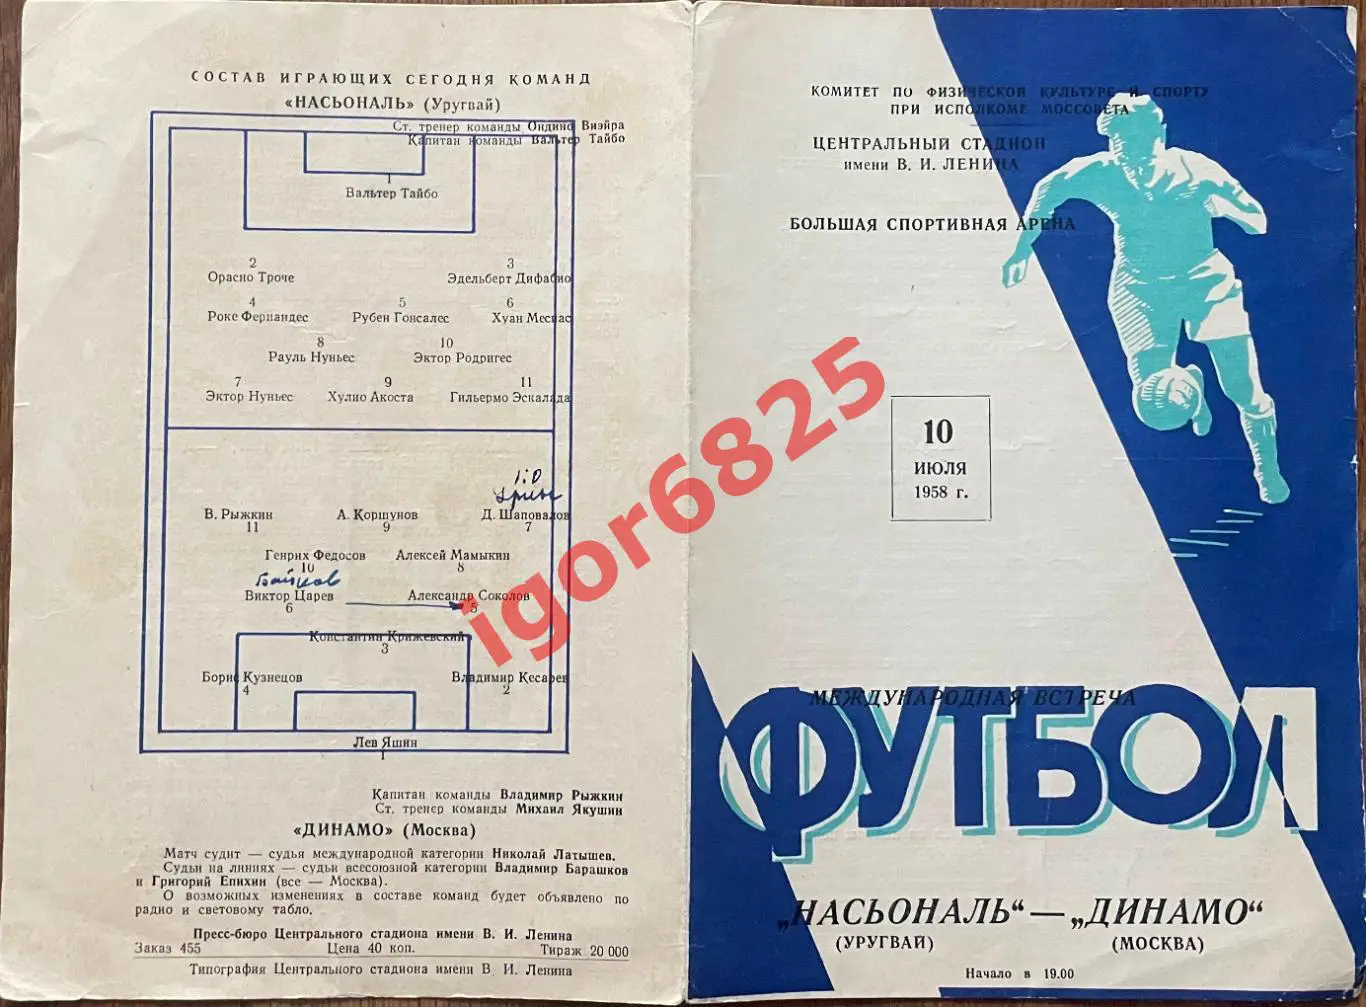 СОСТАВ ИГРАЮЩИХ СЕГОДНЯ КОМАНД
«НАСЬОНАЛЬ» (Уругвай)
Ст. тренер команды Ондино Виэйра
Капитан команды Вальтер Тайбо
1
Вальтер Тайбо
2 3
Орасио Троче Эдельберт Дифабио
4 5 6
Роке Фернандес Рубен Гонсалес Хуан Месиас
8 10
Рауль Нуньес Эктор Родригес
7 9 11
Эктор Нуньес Хулио Акоста Гильермо Эскалада
1:0
Урин
В. Рыжкин А. Коршунов Д. Шаповалов
11 9 7
Генрих Федосов Алексей Мамыкин
10 8
Байков
Виктор Царев Александр Соколов
6 5
Константин Крижевский
3
Борис Кузнецов Владимир Кесарев
4 2
Лев Яшин
1
Капитан команды Владимир Рыжкин
Ст. тренер команды Михаил Якушин
«ДИНАМО» (Москва)
Матч судит — судья международной категории Николай Латышев.
Судьи на линиях — судьи всесоюзной категории Владимир Барашков
и Григорий Епихин (все — Москва).
О возможных изменениях в составе команд будет объявлено по
радио и световому табло.
Пресс-бюро Центрального стадиона имени В. И. Ленина
Заказ 455 Цена 40 коп. Тираж 20 000
Типография Центрального стадиона имени В. И. Ленина
КОМИТЕТ ПО ФИЗИЧЕСКОЙ КУЛЬТУРЕ И СПОРТУ
ПРИ ИСПОЛКОМЕ МОССОВЕТА
ЦЕНТРАЛЬНЫЙ СТАДИОН
имени В. И. ЛЕНИНА
БОЛЬШАЯ СПОРТИВНАЯ АРЕНА
10
ИЮЛЯ
1958 г.
МЕЖДУНАРОДНАЯ ВСТРЕЧА
ФУТБОЛ
„НАСЬОНАЛЬ“ — „ДИНАМО“
(УРУГВАЙ) (МОСКВА)
Начало в 19.00
igor6825